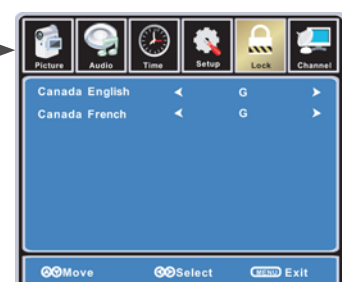 Picture Audio Time Setup Lock Channel
Canada English G
Canada French G
Move Select MENU Exit